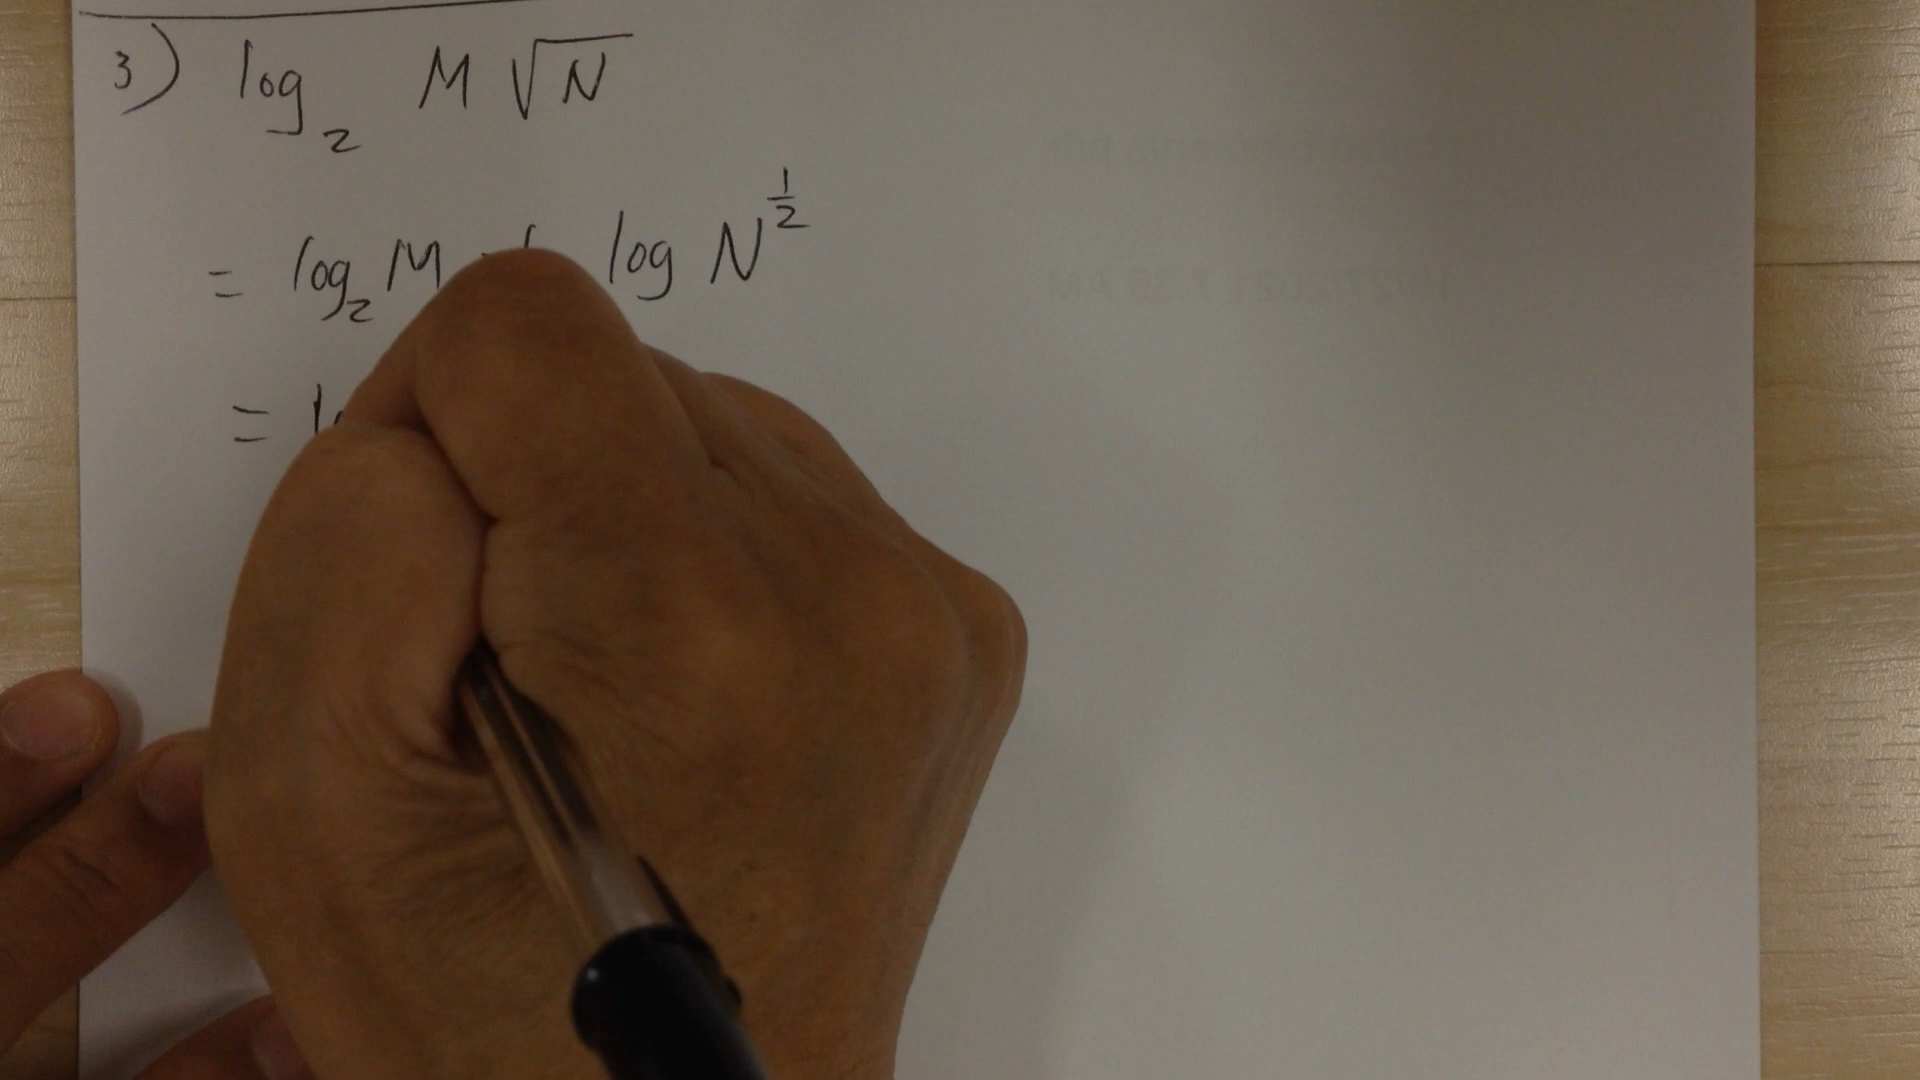 3) log₂ M √N
= log₂ M + log N^½
=